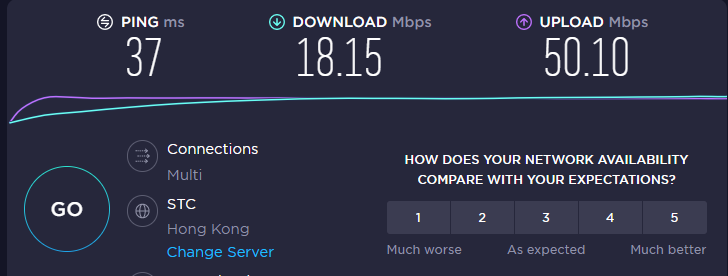 PING ms
DOWNLOAD Mbps
UPLOAD Mbps
37
18.15
50.10
Connections
Multi
GO
STC
Hong Kong
Change Server
HOW DOES YOUR NETWORK AVAILABILITY
COMPARE WITH YOUR EXPECTATIONS?
1 2 3 4 5
Much worse As expected Much better